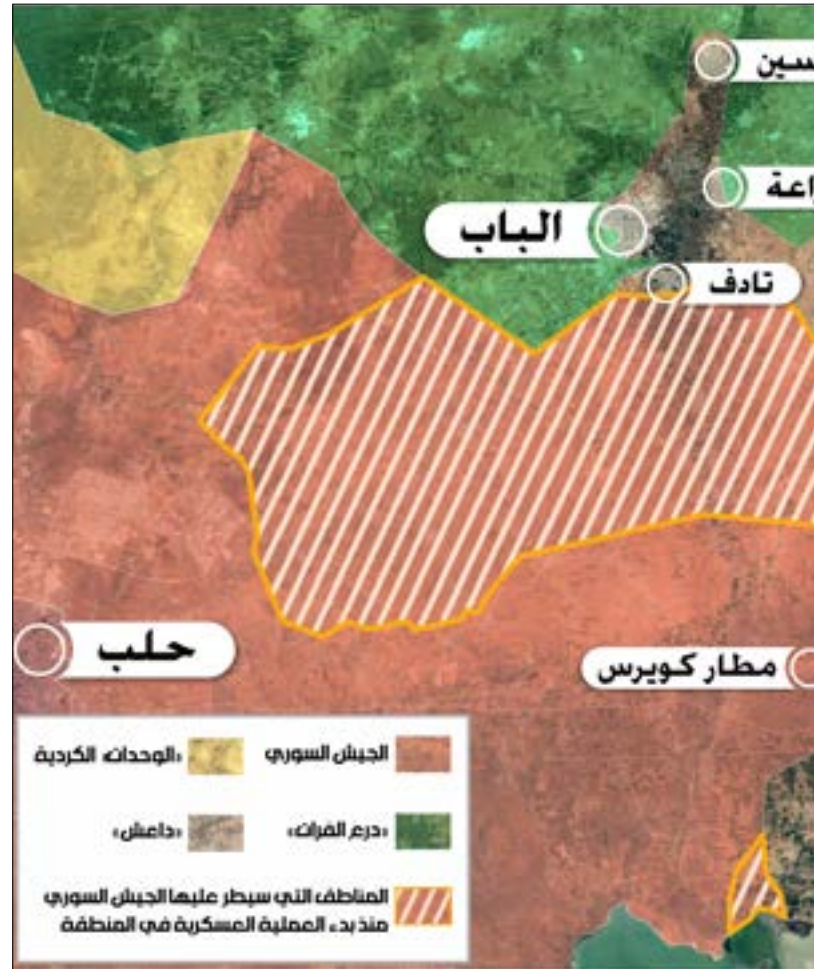 سين
اعة
الباب
تادف
حلب
مطار كويرس
الجيش السوري
«الوحدات» الكردية
«درع الفرات»
«داعش»
المناطق التي سيطر عليها الجيش السوري
منذ بدء العملية العسكرية في المنطقة